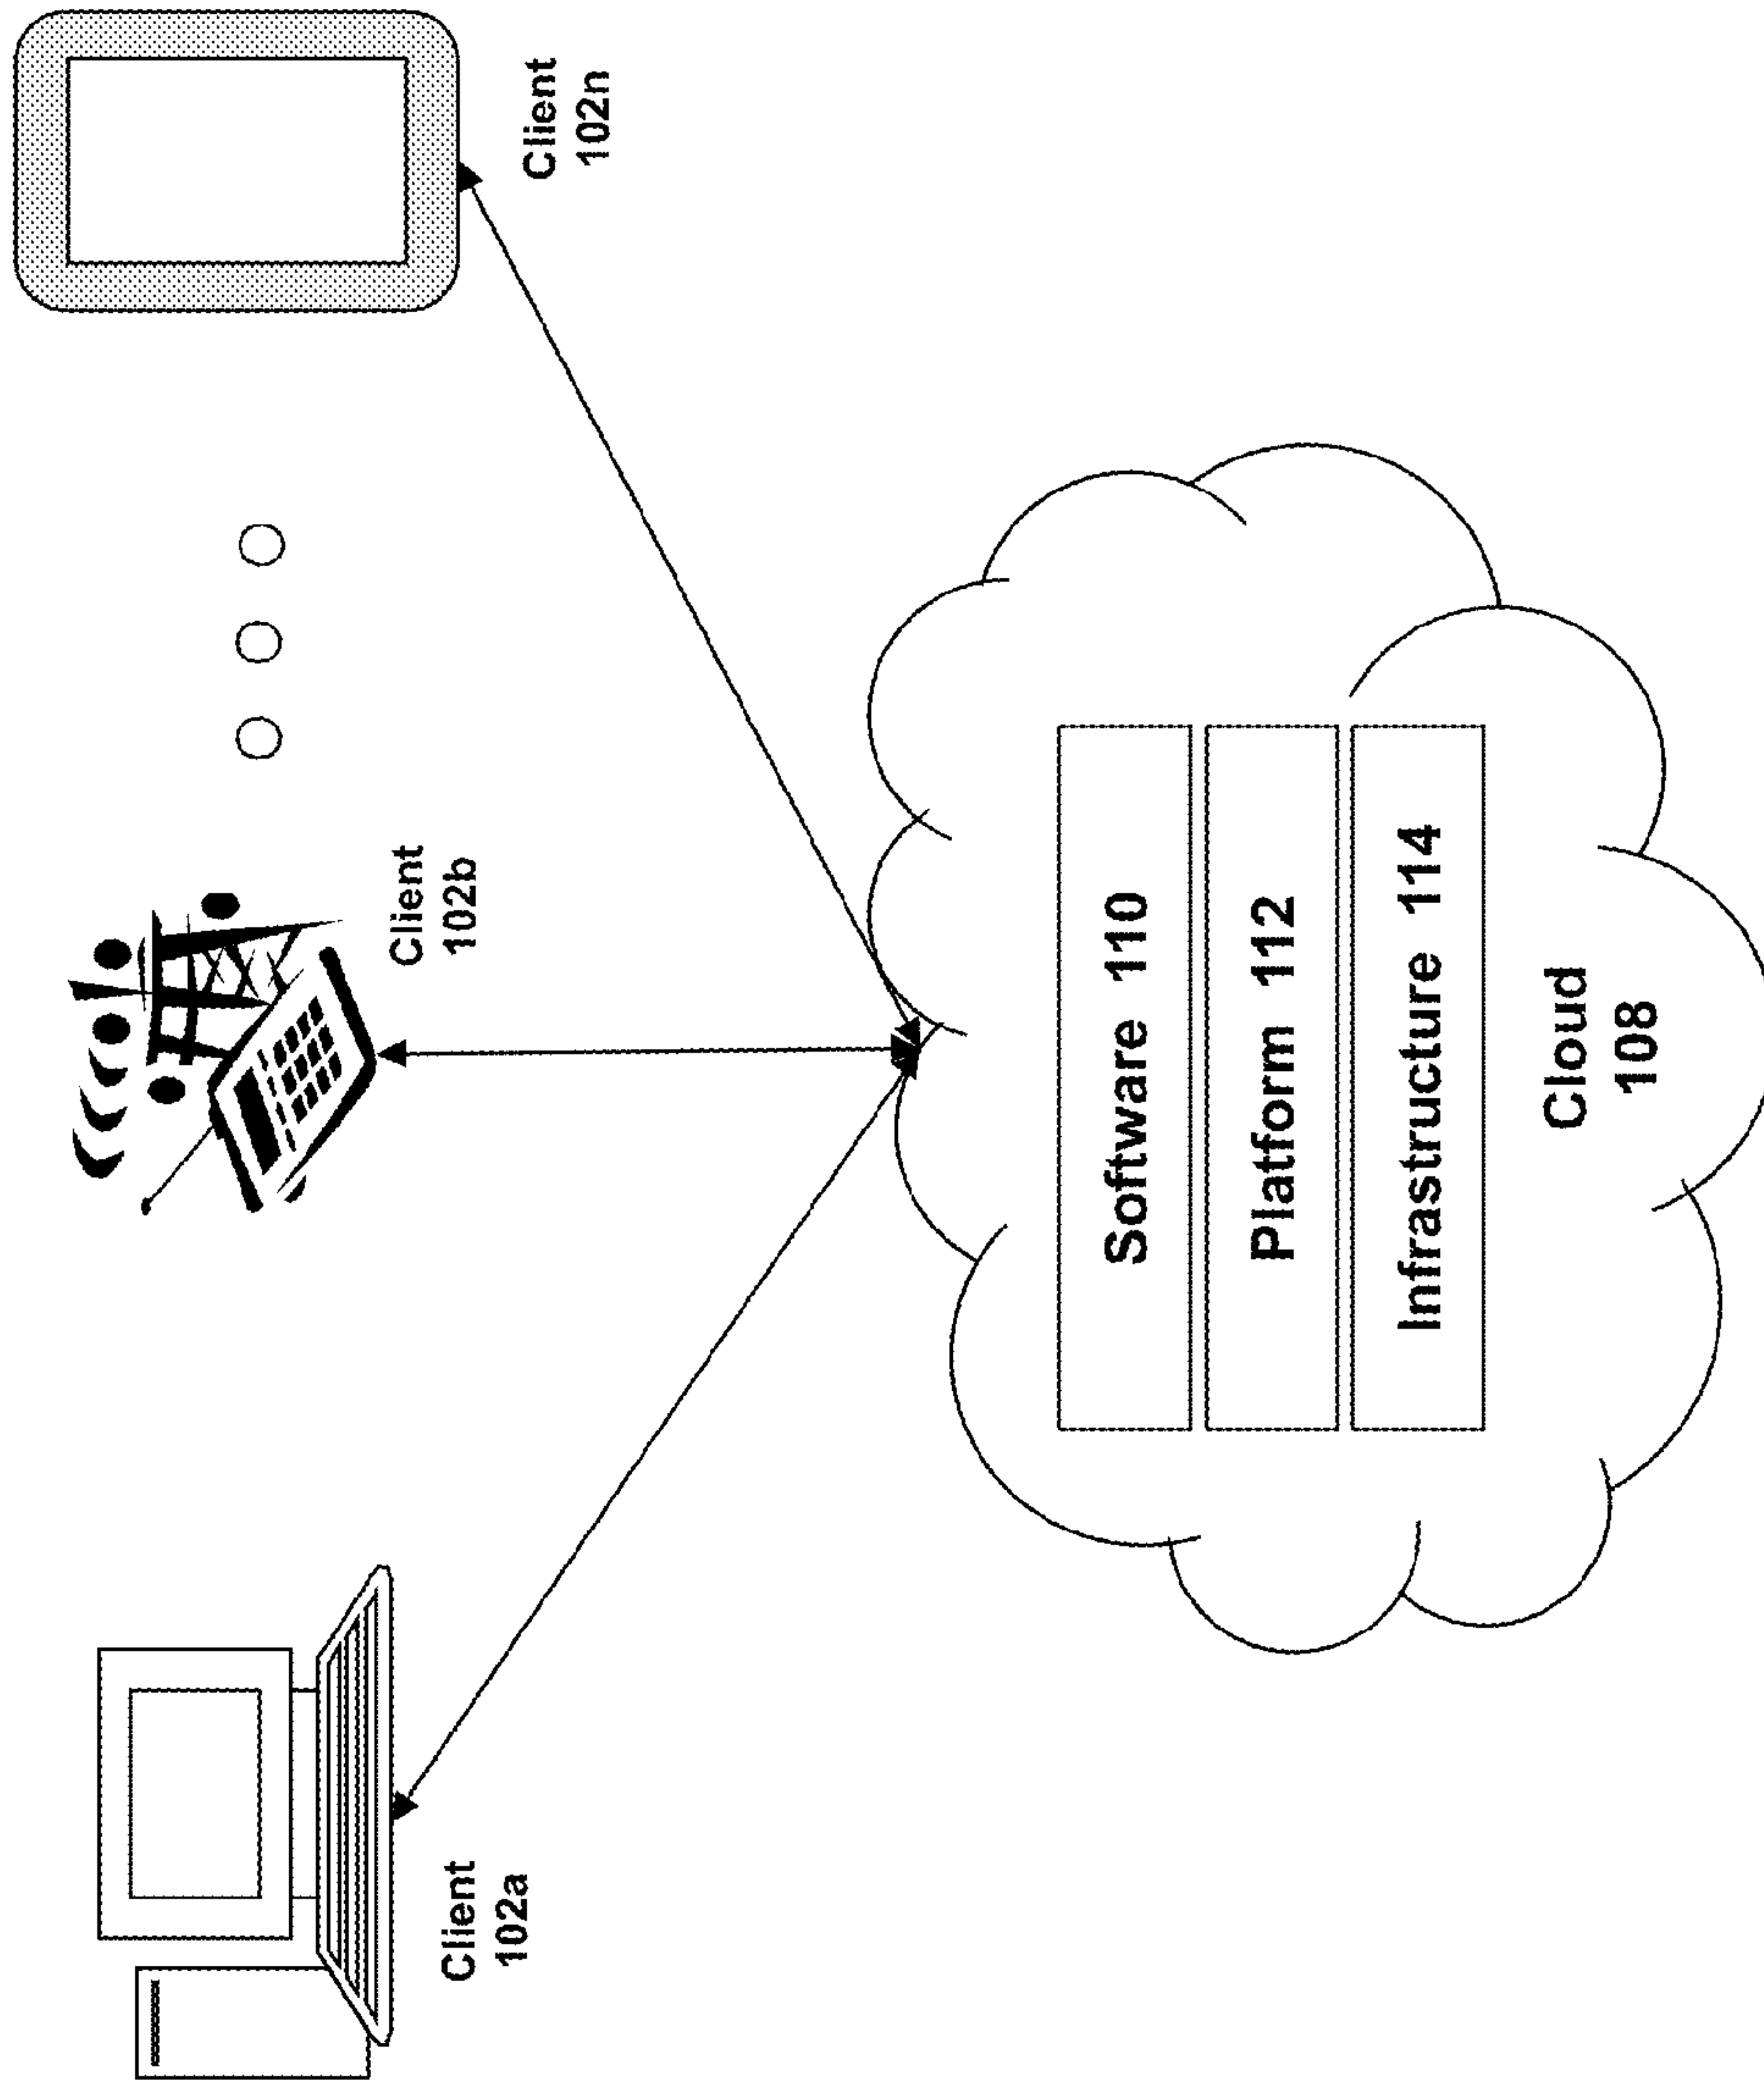 Client
102a
Client
102b
Client
102n
Software 110
Platform 112
Infrastructure 114
Cloud
108